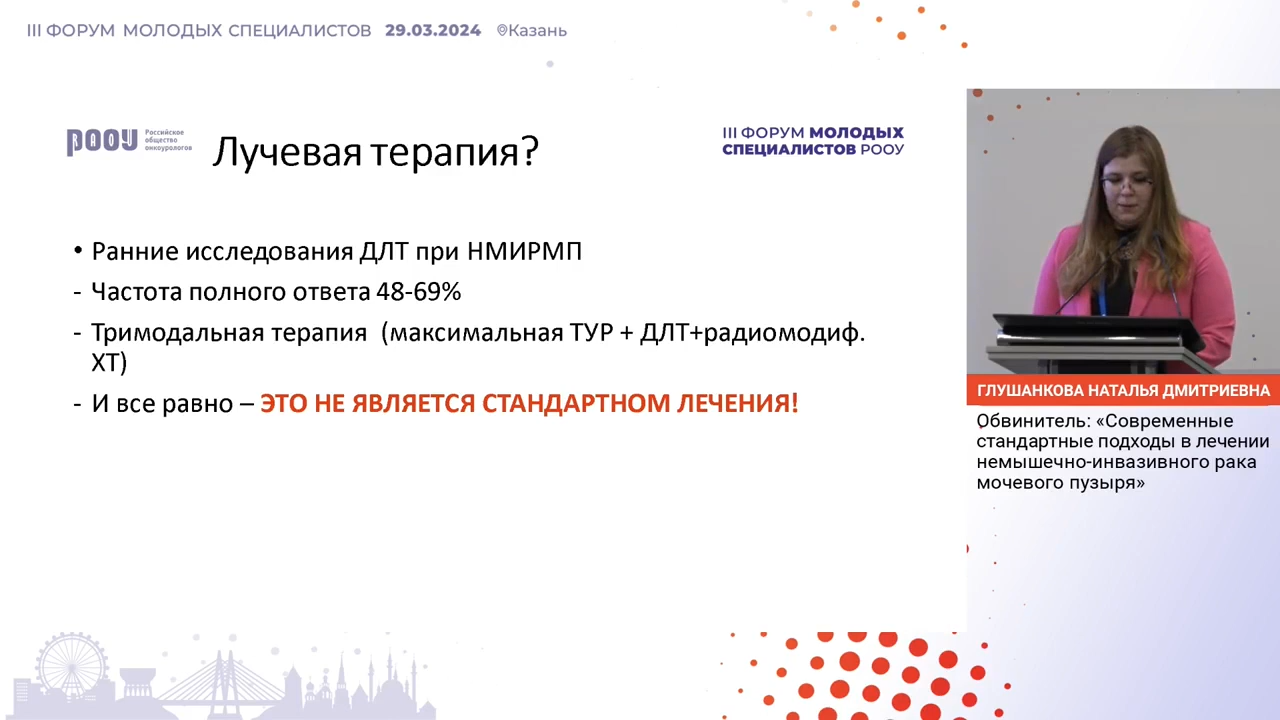 III ФОРУМ МОЛОДЫХ СПЕЦИАЛИСТОВ 29.03.2024 Казань
РООУ Российское
общество
онкоурологов
Лучевая терапия?
III ФОРУМ МОЛОДЫХ
СПЕЦИАЛИСТОВ РООУ
• Ранние исследования ДЛТ при НМИРМП
- Частота полного ответа 48-69%
- Тримодальная терапия (максимальная ТУР + ДЛТ+радиомодиф.
ХТ)
- И все равно – ЭТО НЕ ЯВЛЯЕТСЯ СТАНДАРТНОМ ЛЕЧЕНИЯ!
ГЛУШАНКОВА НАТАЛЬЯ ДМИТРИЕВНА
Обвинитель: «Современные
стандартные подходы в лечении
немышечно-инвазивного рака
мочевого пузыря»